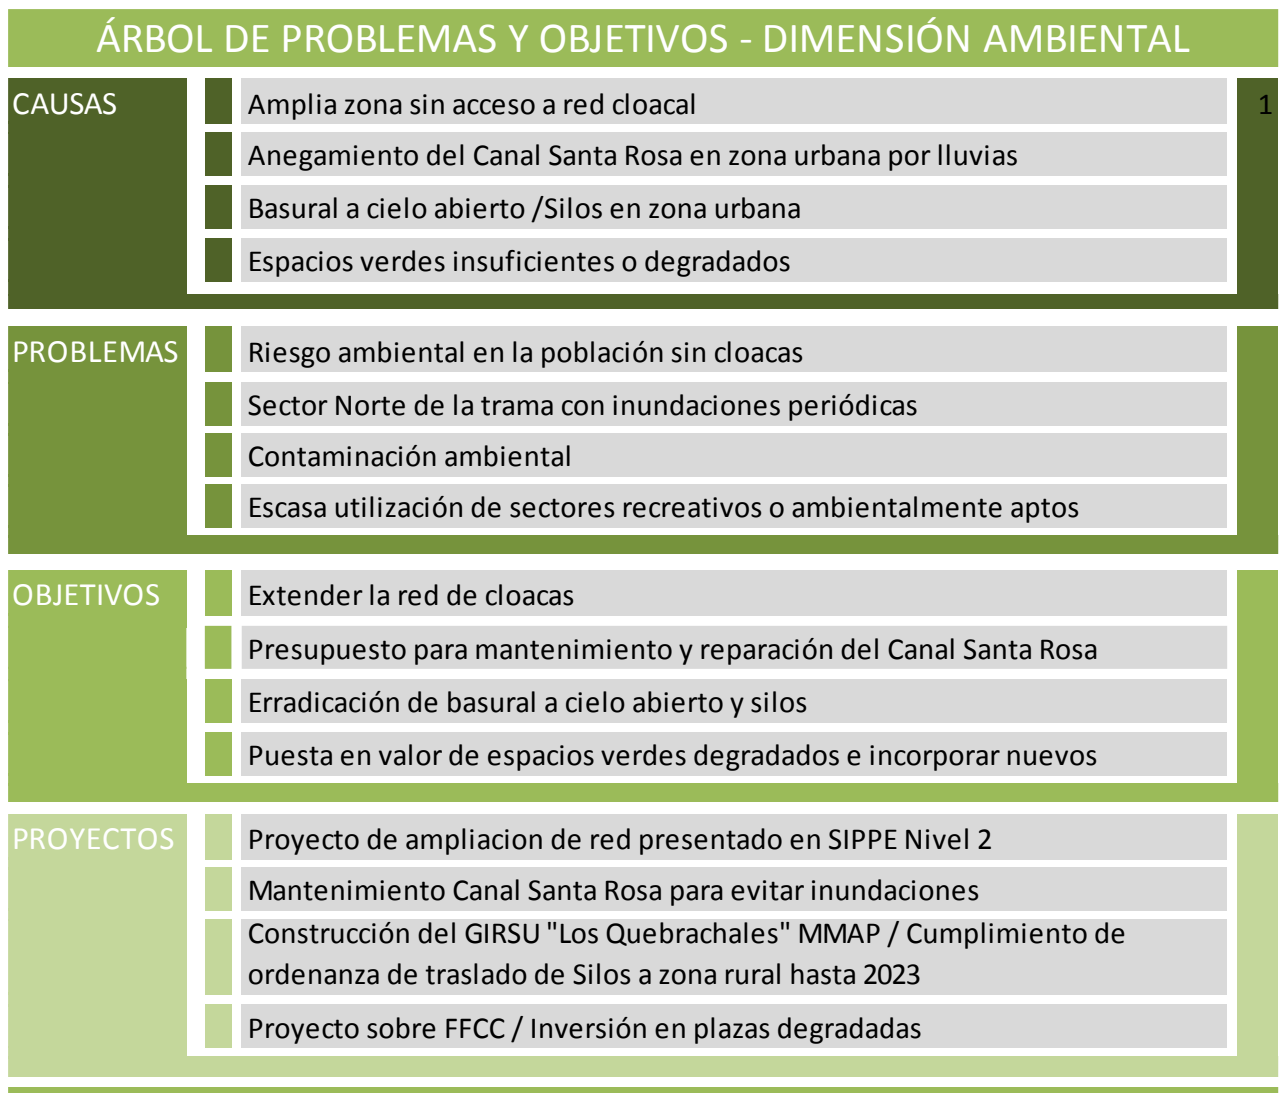 ÁRBOL DE PROBLEMAS Y OBJETIVOS - DIMENSIÓN AMBIENTAL
CAUSAS
Amplia zona sin acceso a red cloacal
1
Anegamiento del Canal Santa Rosa en zona urbana por lluvias
Basural a cielo abierto /Silos en zona urbana
Espacios verdes insuficientes o degradados
PROBLEMAS
Riesgo ambiental en la población sin cloacas
Sector Norte de la trama con inundaciones periódicas
Contaminación ambiental
Escasa utilización de sectores recreativos o ambientalmente aptos
OBJETIVOS
Extender la red de cloacas
Presupuesto para mantenimiento y reparación del Canal Santa Rosa
Erradicación de basural a cielo abierto y silos
Puesta en valor de espacios verdes degradados e incorporar nuevos
PROYECTOS
Proyecto de ampliacion de red presentado en SIPPE Nivel 2
Mantenimiento Canal Santa Rosa para evitar inundaciones
Construcción del GIRSU "Los Quebrachales" MMAP / Cumplimiento de
ordenanza de traslado de Silos a zona rural hasta 2023
Proyecto sobre FFCC / Inversión en plazas degradadas